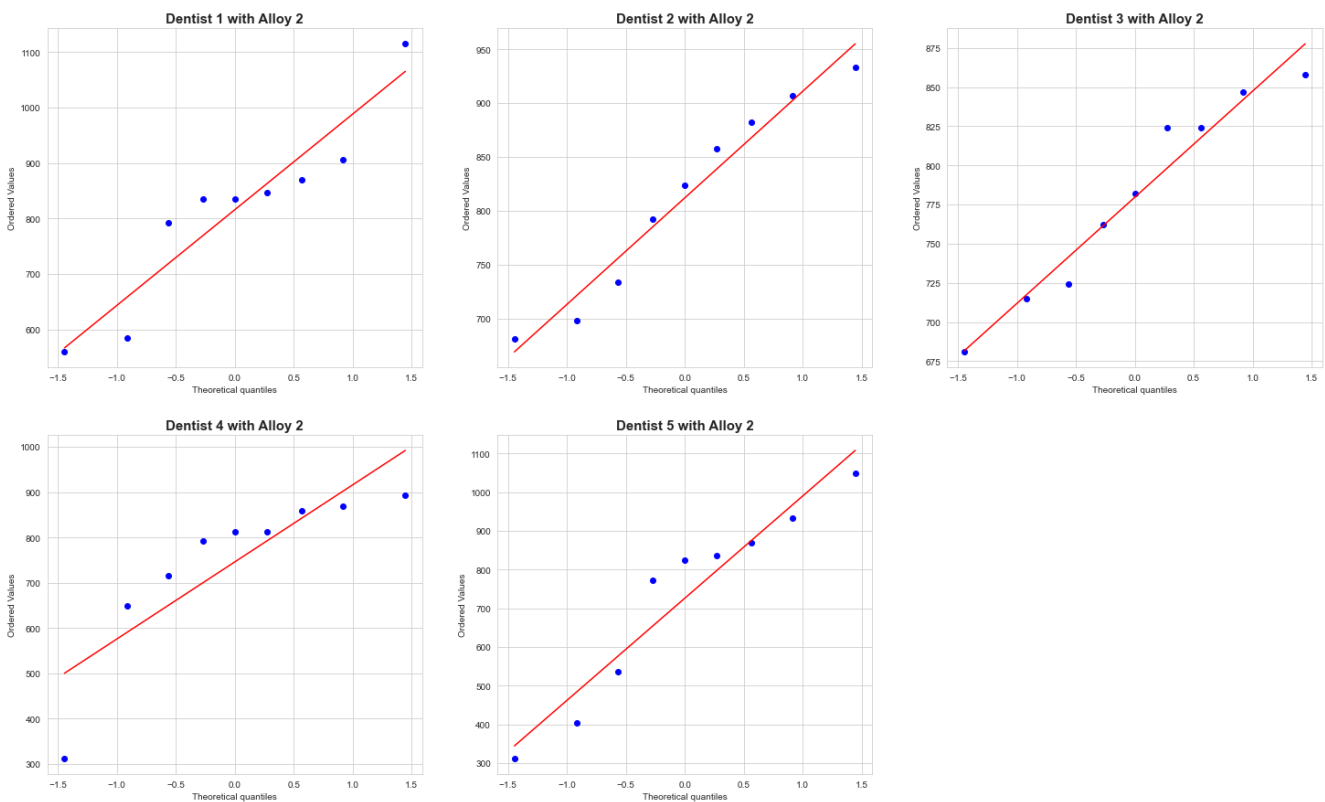 Dentist 1 with Alloy 2
1100
1000
900
800
700
600
Ordered Values
−1.5 −1.0 −0.5 0.0 0.5 1.0 1.5
Theoretical quantiles
Dentist 2 with Alloy 2
950
900
850
800
750
700
Ordered Values
−1.5 −1.0 −0.5 0.0 0.5 1.0 1.5
Theoretical quantiles
Dentist 3 with Alloy 2
875
850
825
800
775
750
725
700
675
Ordered Values
−1.5 −1.0 −0.5 0.0 0.5 1.0 1.5
Theoretical quantiles
Dentist 4 with Alloy 2
1000
900
800
700
600
500
400
300
Ordered Values
−1.5 −1.0 −0.5 0.0 0.5 1.0 1.5
Theoretical quantiles
Dentist 5 with Alloy 2
1100
1000
900
800
700
600
500
400
300
Ordered Values
−1.5 −1.0 −0.5 0.0 0.5 1.0 1.5
Theoretical quantiles